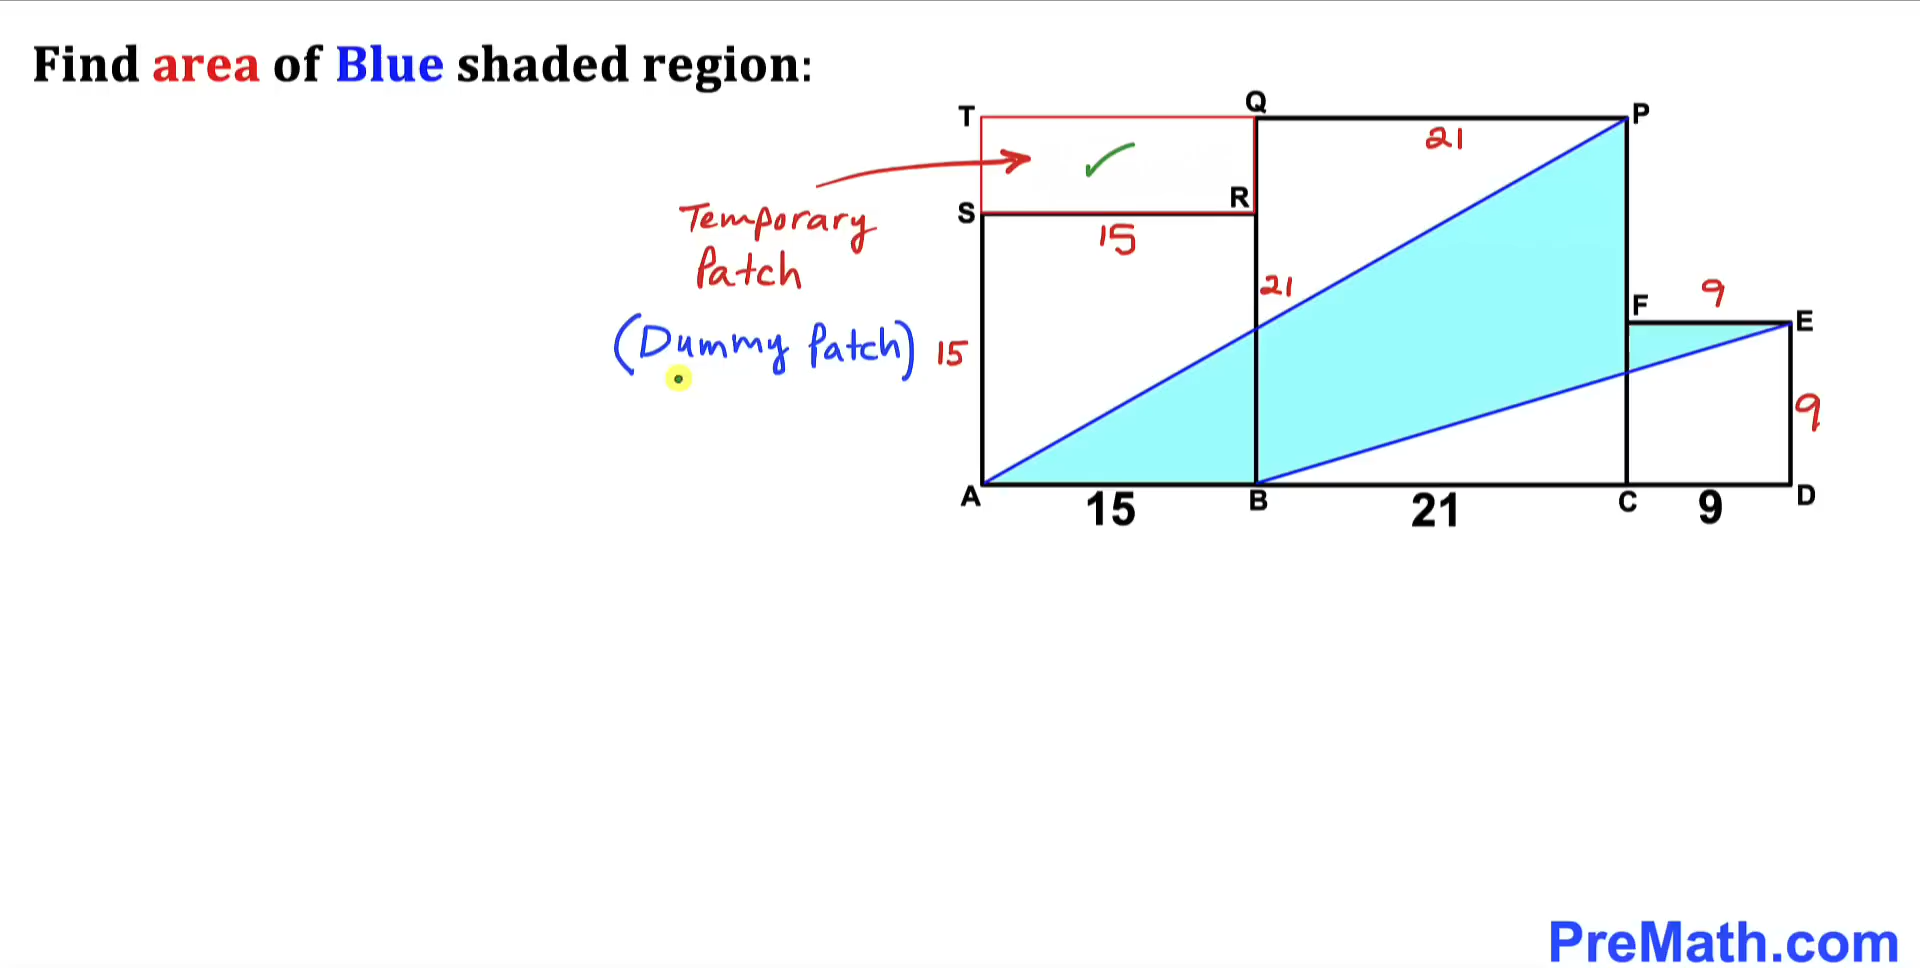 Find area of Blue shaded region:
T
Q
P
21
S
R
15
Temporary
Patch
(Dummy Patch)
15
21
F
9
E
9
A
15
B
21
C
9
D
PreMath.com